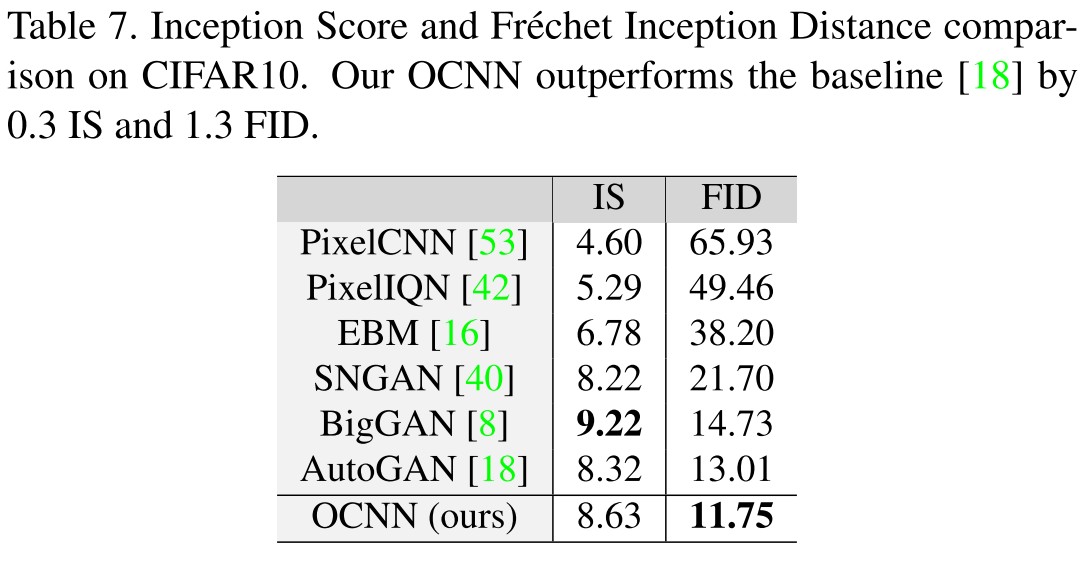 Table 7. Inception Score and Fréchet Inception Distance compar-
ison on CIFAR10. Our OCNN outperforms the baseline [18] by
0.3 IS and 1.3 FID.
IS FID
PixelCNN [53] 4.60 65.93
PixelIQN [42] 5.29 49.46
EBM [16] 6.78 38.20
SNGAN [40] 8.22 21.70
BigGAN [8] 9.22 14.73
AutoGAN [18] 8.32 13.01
OCNN (ours) 8.63 11.75